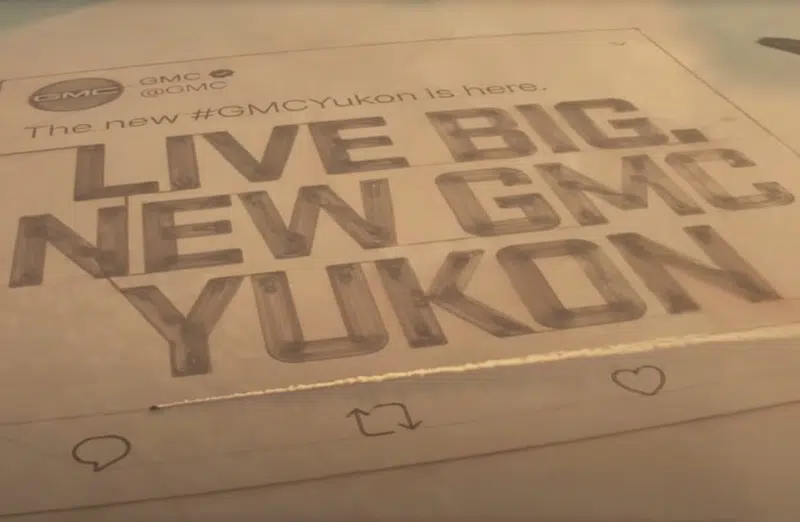 GMC
GMC
@GMC
The new #GMCYukon is here.
LIVE BIG.
NEW GMC
YUKON